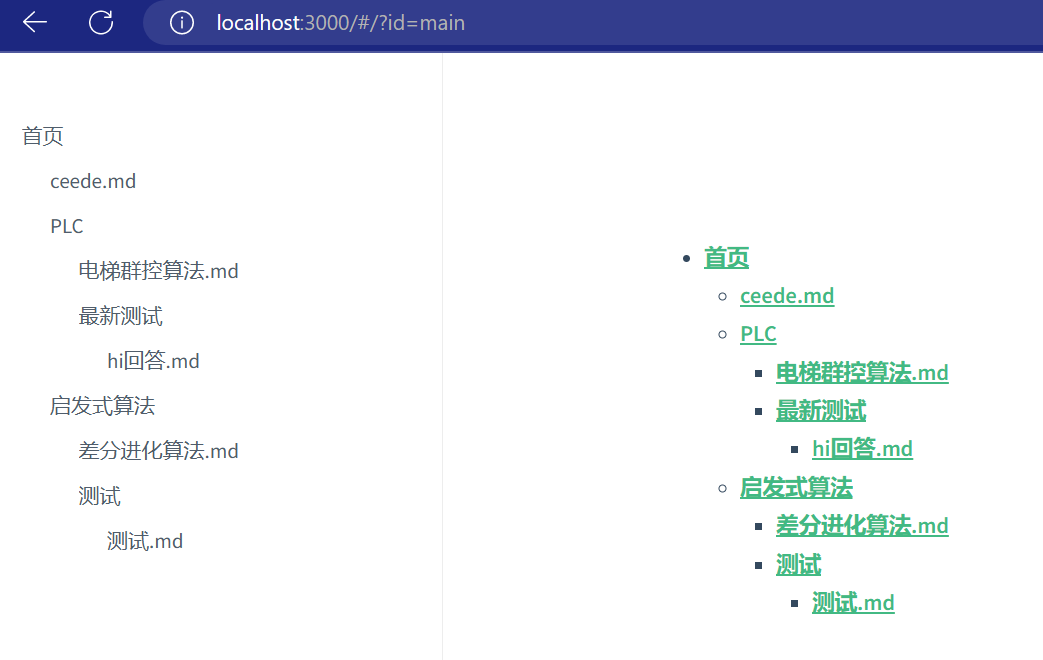 localhost:3000/#/?id=main
首页
ceede.md
PLC
电梯群控算法.md
最新测试
hi回答.md
启发式算法
差分进化算法.md
测试
测试.md
首页
ceede.md
PLC
电梯群控算法.md
最新测试
hi回答.md
启发式算法
差分进化算法.md
测试
测试.md